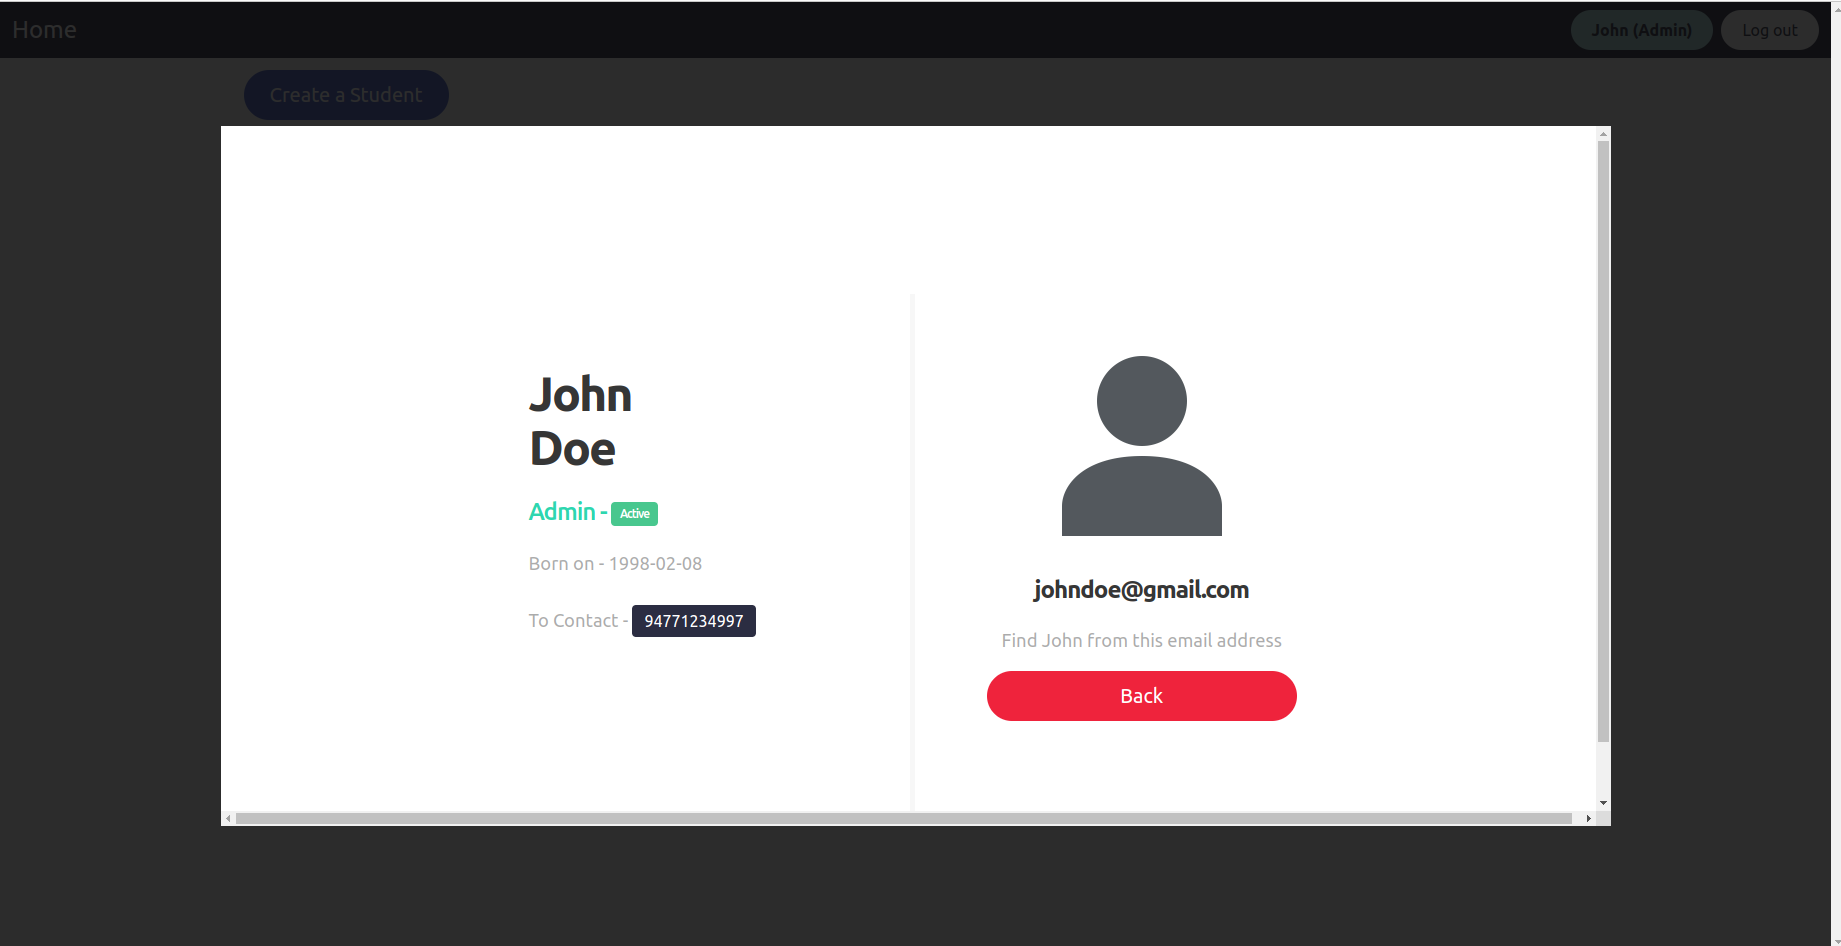 Home
John (Admin)
Log out
Create a Student
John
Doe
Admin - Active
Born on - 1998-02-08
To Contact - 94771234997
johndoe@gmail.com
Find John from this email address
Back